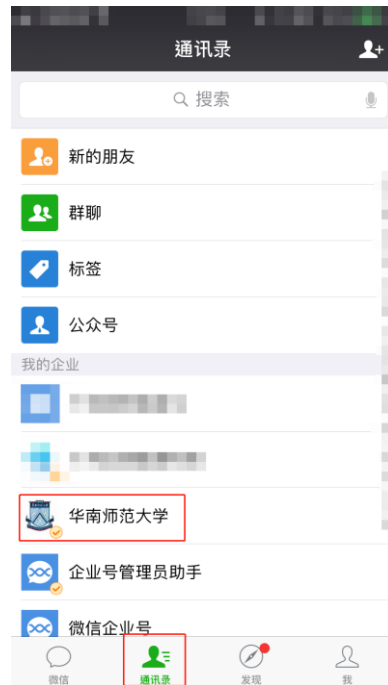 通讯录
搜索
新的朋友
群聊
标签
公众号
我的企业
华南师范大学
企业号管理员助手
微信企业号
微信 通讯录 发现 我